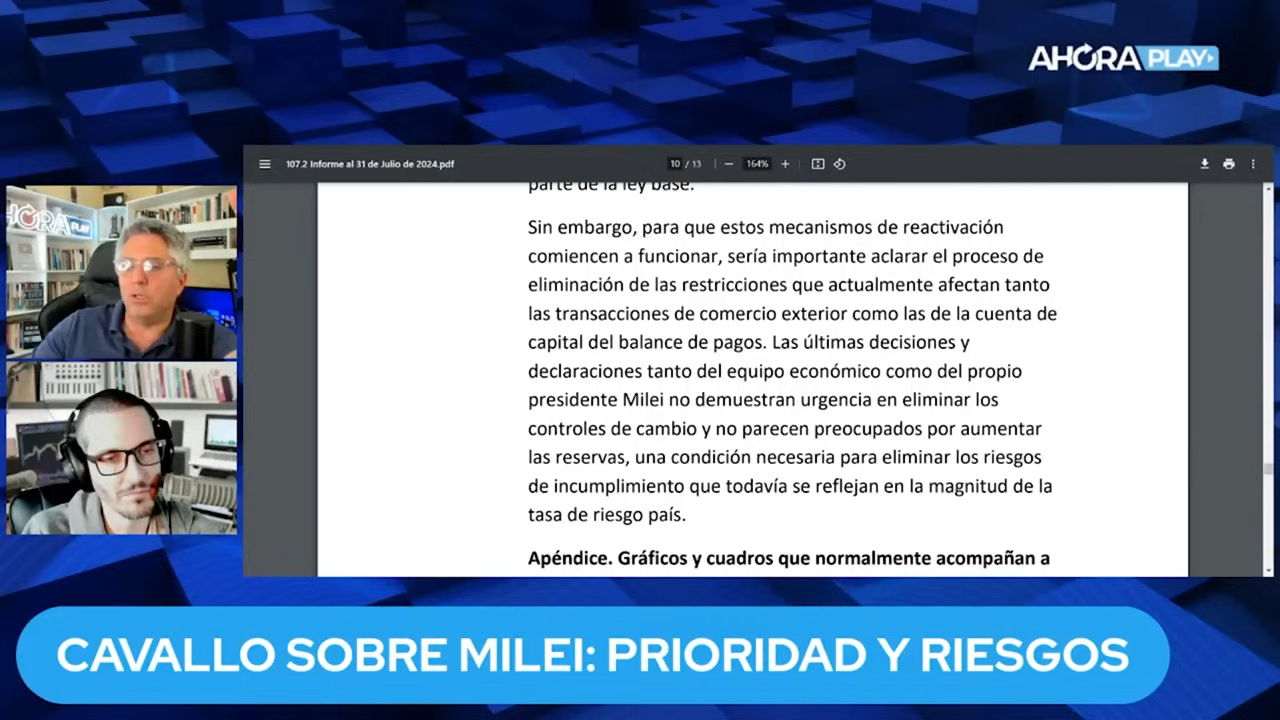 AHORA PLAY
107.2 Informe al 31 de Julio de 2024.pdf
10 / 13
164%
parte de la ley base.
Sin embargo, para que estos mecanismos de reactivación
comiencen a funcionar, sería importante aclarar el proceso de
eliminación de las restricciones que actualmente afectan tanto
las transacciones de comercio exterior como las de la cuenta de
capital del balance de pagos. Las últimas decisiones y
declaraciones tanto del equipo económico como del propio
presidente Milei no demuestran urgencia en eliminar los
controles de cambio y no parecen preocupados por aumentar
las reservas, una condición necesaria para eliminar los riesgos
de incumplimiento que todavía se reflejan en la magnitud de la
tasa de riesgo país.
Apéndice. Gráficos y cuadros que normalmente acompañan a
HORA PLAY
CAVALLO SOBRE MILEI: PRIORIDAD Y RIESGOS